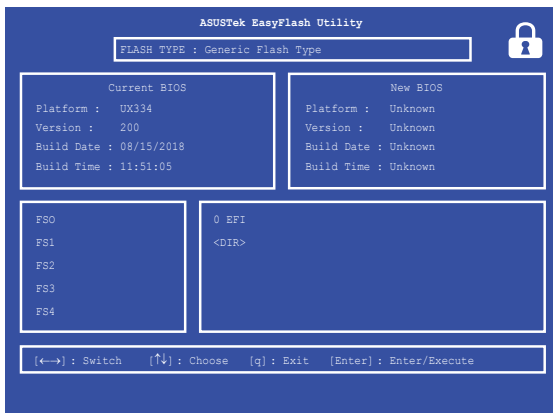 ASUSTek EasyFlash Utility
FLASH TYPE : Generic Flash Type
Current BIOS
Platform : UX334
Version : 200
Build Date : 08/15/2018
Build Time : 11:51:05
New BIOS
Platform : Unknown
Version : Unknown
Build Date : Unknown
Build Time : Unknown
FSO
FS1
FS2
FS3
FS4
0 EFI
<DIR>
[←→] : Switch [↑↓] : Choose [q] : Exit [Enter] : Enter/Execute